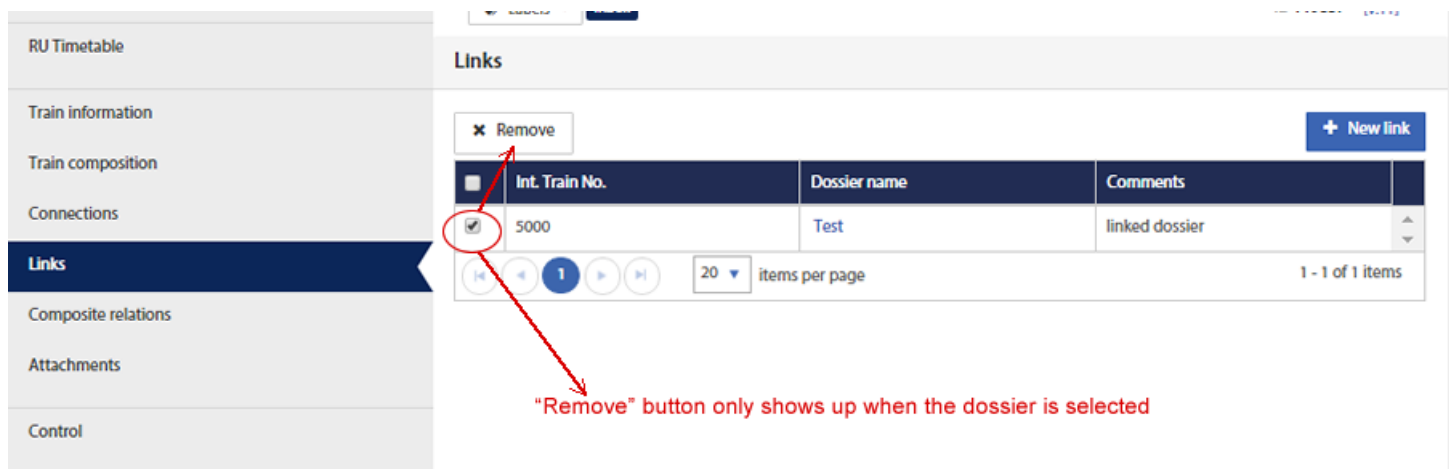 RU Timetable
Links
Train information
Remove
+ New link
Train composition
Int. Train No. Dossier name Comments
Connections
5000 Test linked dossier
Links
1 20 items per page 1 - 1 of 1 items
Composite relations
Attachments
“Remove” button only shows up when the dossier is selected
Control